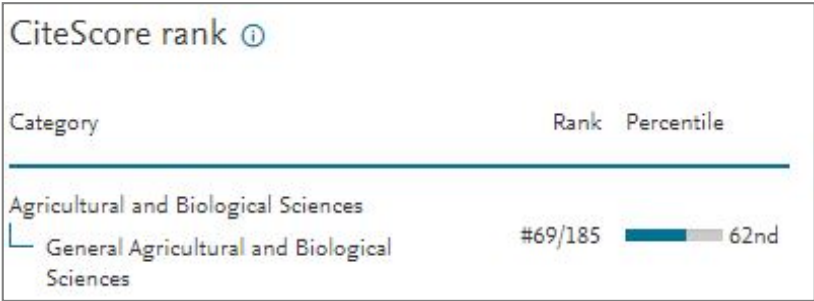 CiteScore rank
Category Rank Percentile
Agricultural and Biological Sciences
General Agricultural and Biological
Sciences
#69/185 62nd